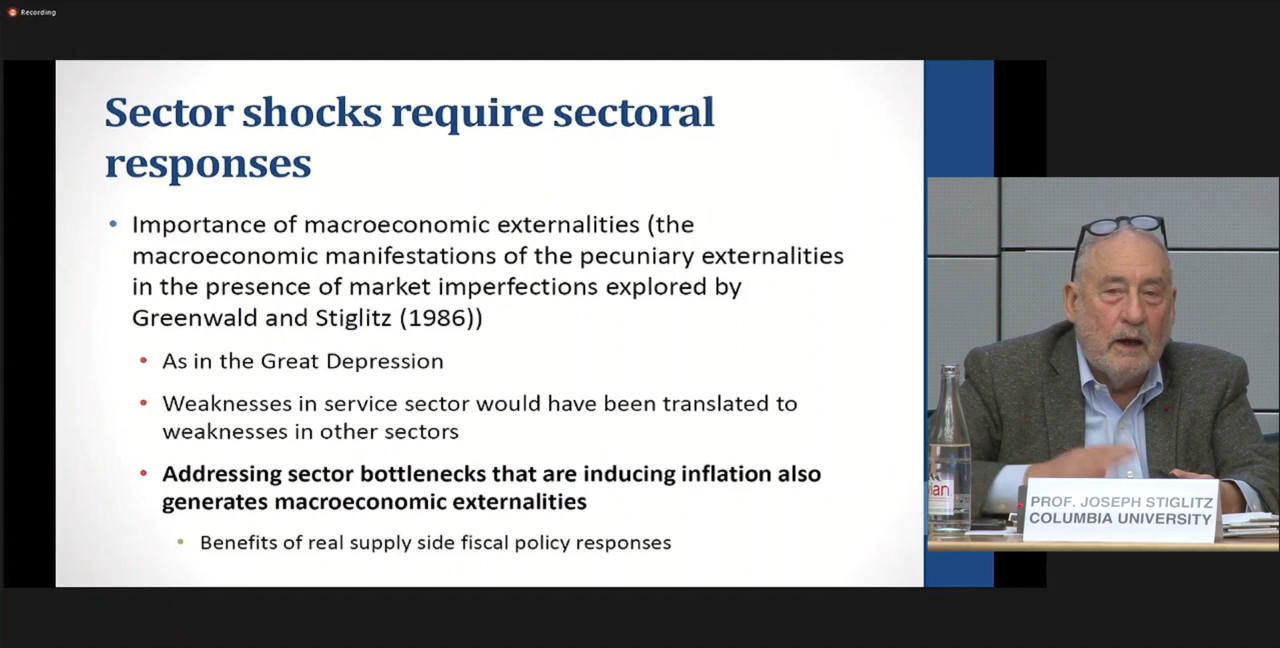 Recording
Sector shocks require sectoral
responses
• Importance of macroeconomic externalities (the
macroeconomic manifestations of the pecuniary externalities
in the presence of market imperfections explored by
Greenwald and Stiglitz (1986))
• As in the Great Depression
• Weaknesses in service sector would have been translated to
weaknesses in other sectors
• Addressing sector bottlenecks that are inducing inflation also
generates macroeconomic externalities
• Benefits of real supply side fiscal policy responses
PROF. JOSEPH STIGLITZ
COLUMBIA UNIVERSITY